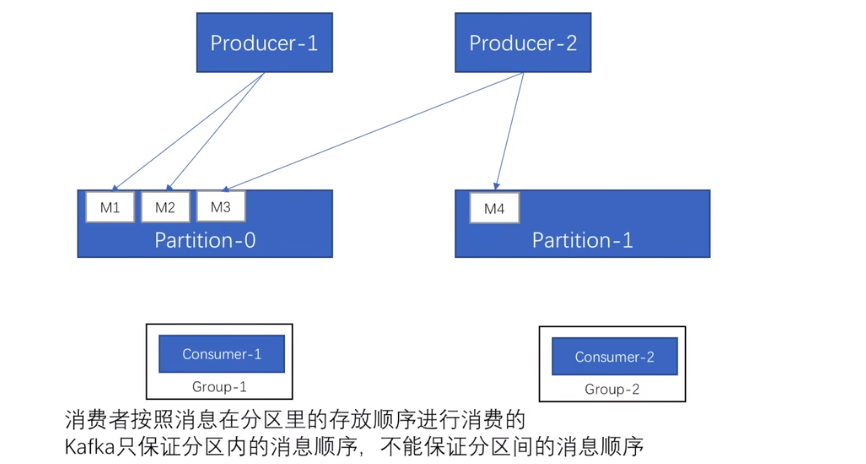 Producer-1
Producer-2
M1
M2
M3
M4
Partition-0
Partition-1
Consumer-1
Group-1
Consumer-2
Group-2
消费者按照消息在分区里的存放顺序进行消费的
Kafka只保证分区内的消息顺序，不能保证分区间的消息顺序